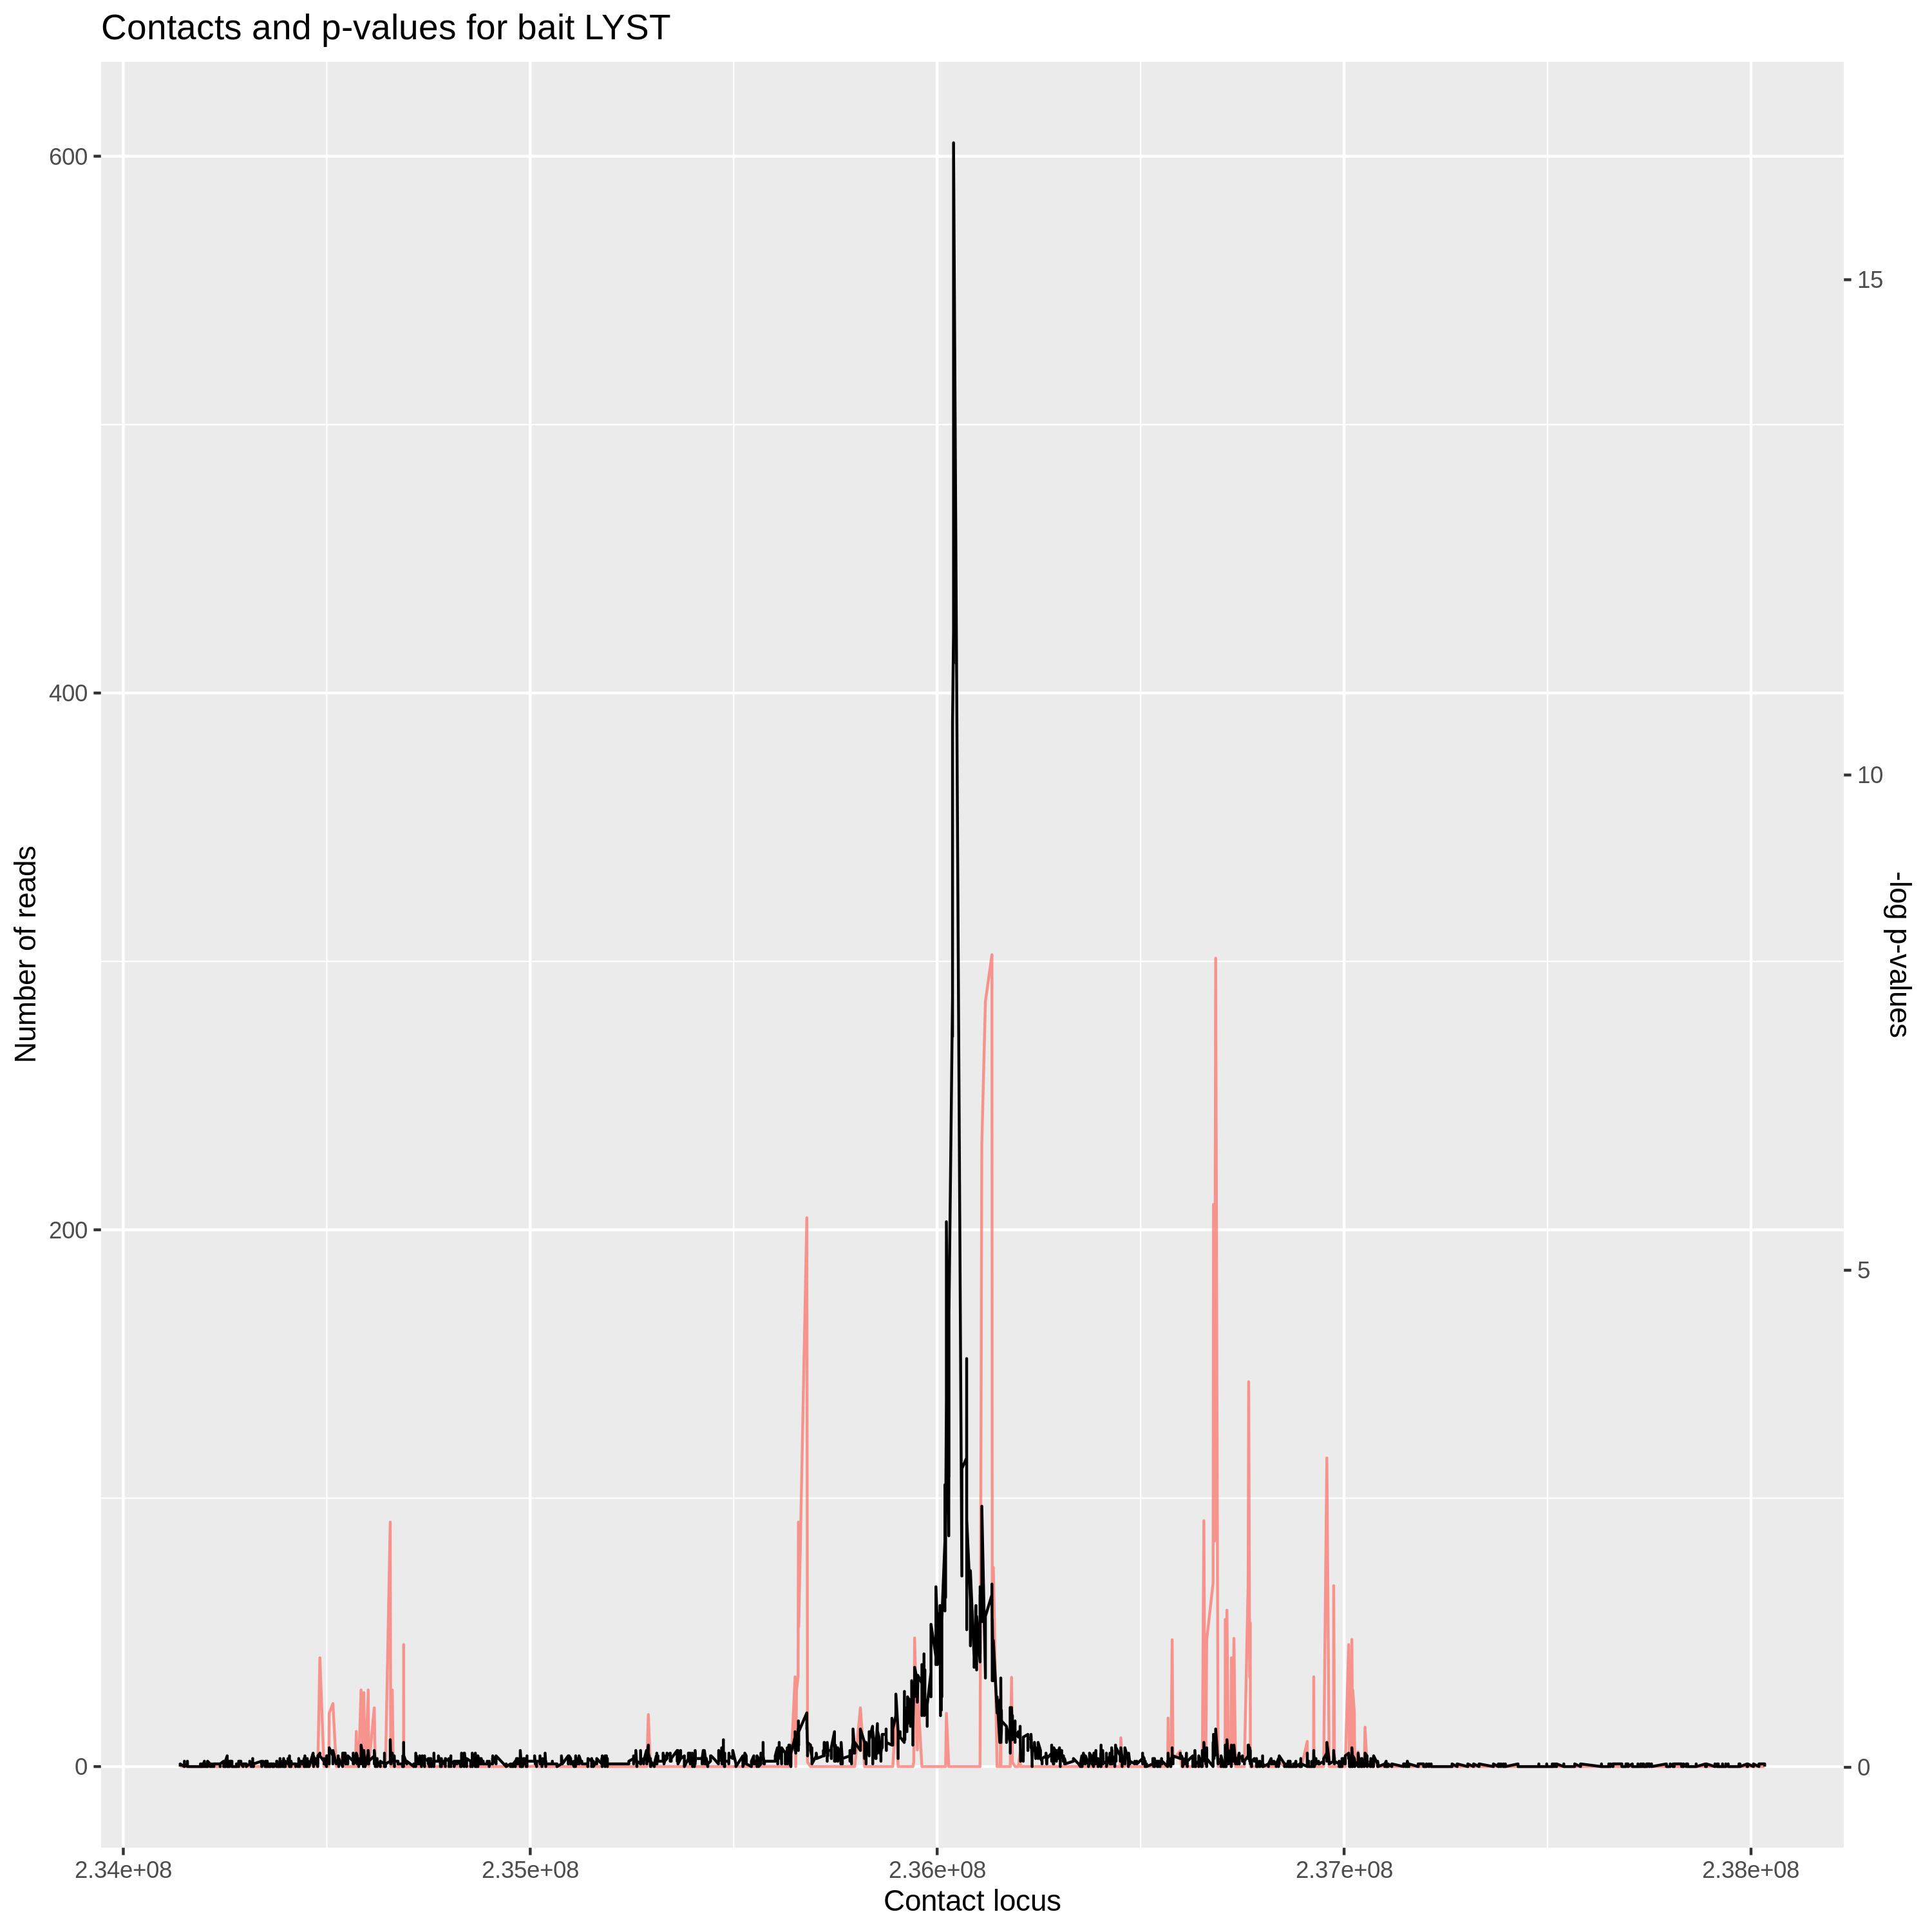 Contacts and p-values for bait LYST
600
400
200
0
Number of reads
15
10
5
0
-log p-values
2.34e+08
2.35e+08
2.36e+08
2.37e+08
2.38e+08
Contact locus